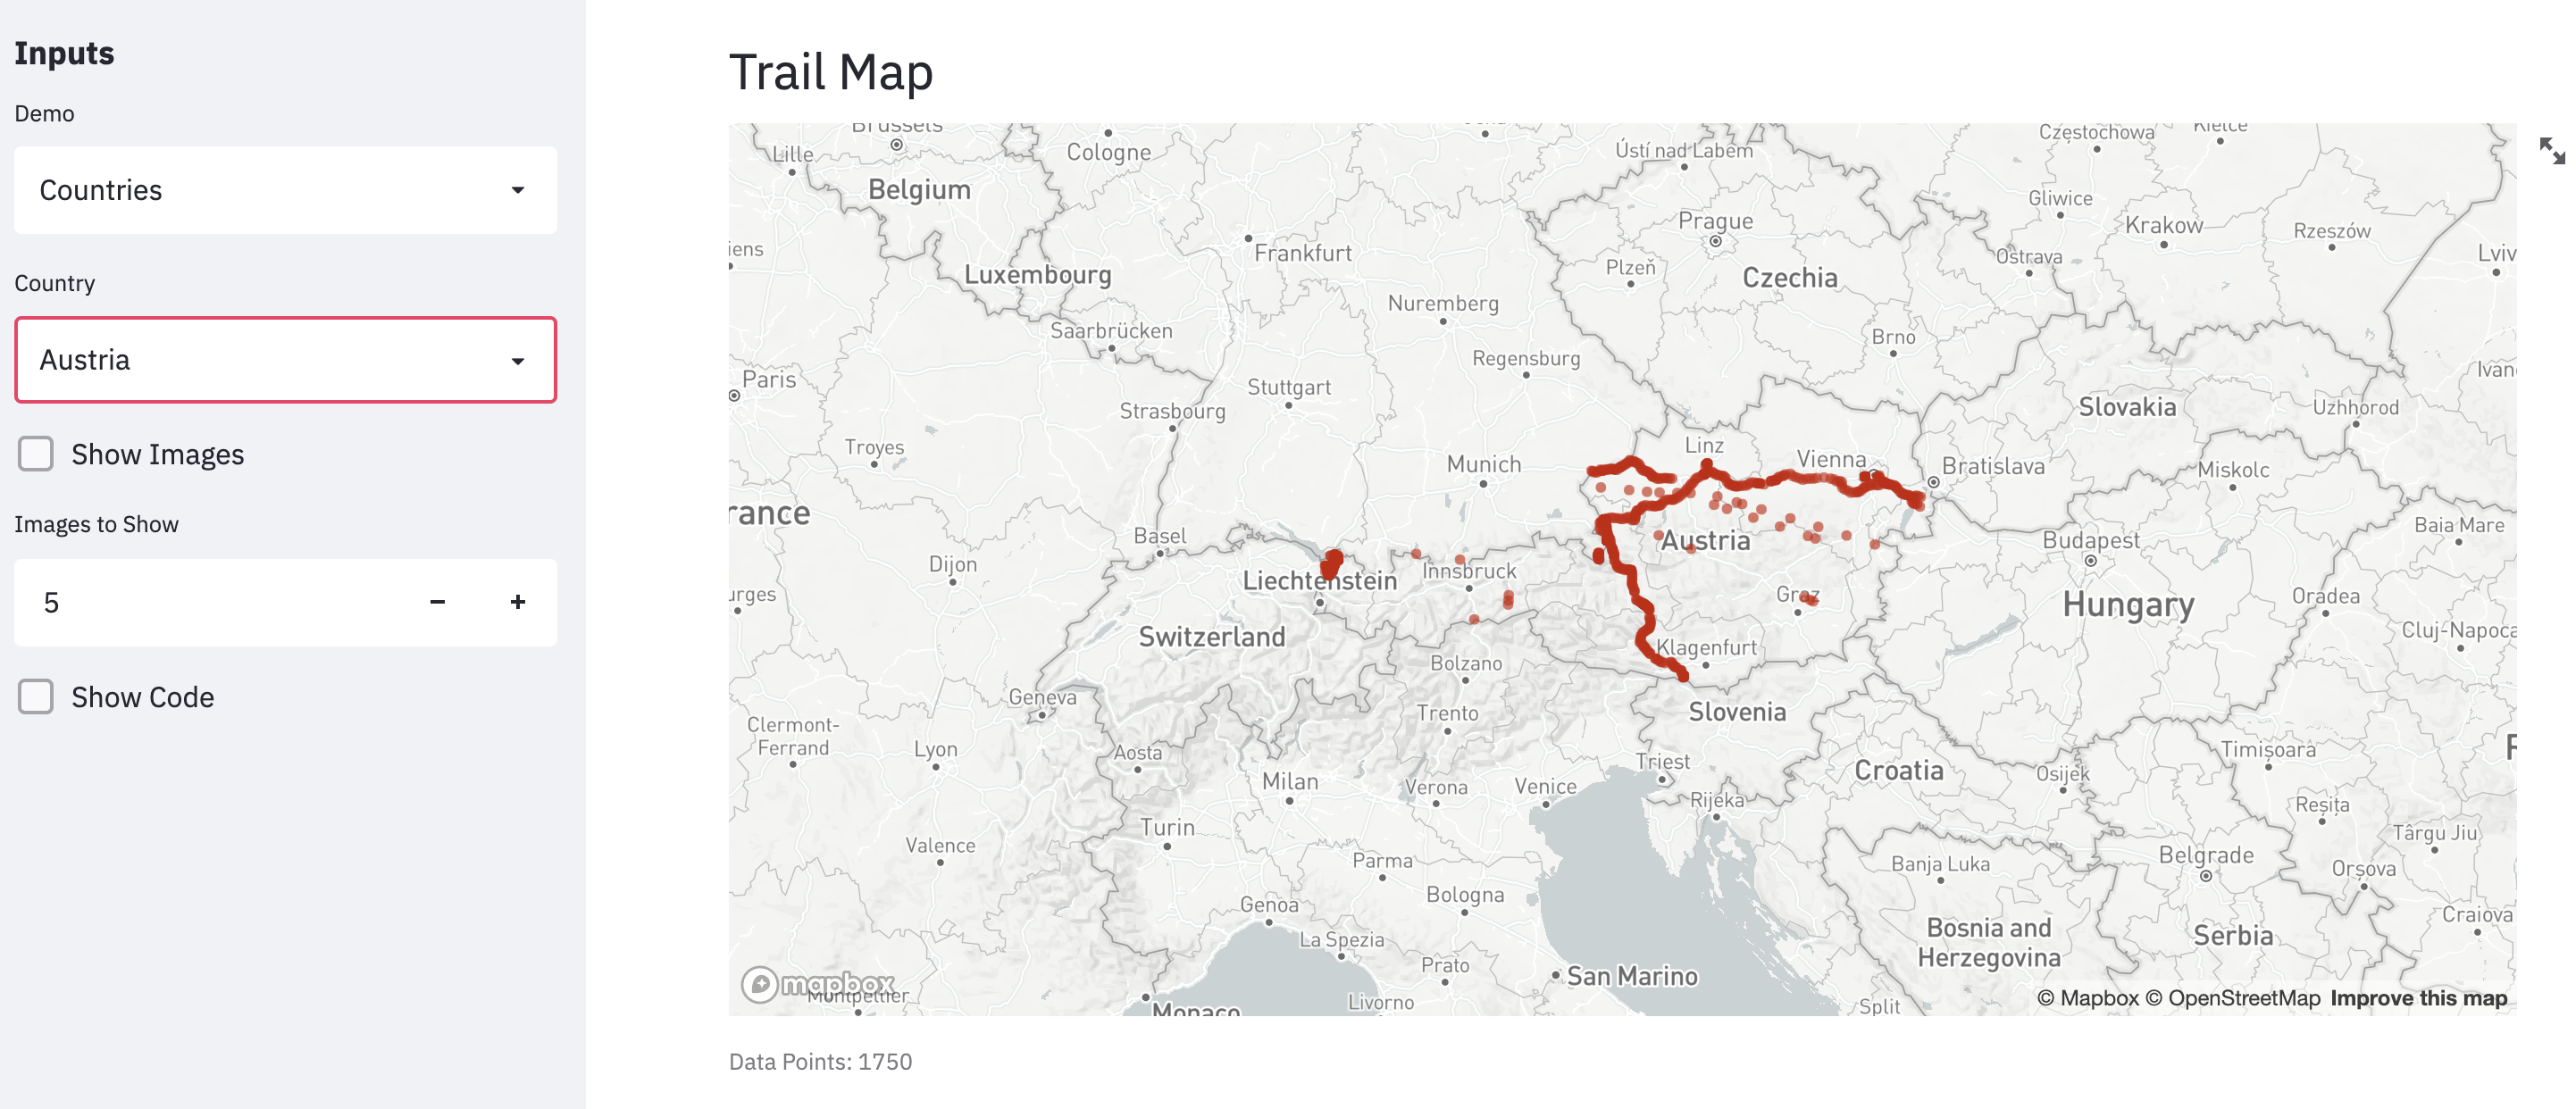 Inputs
Demo
Countries
Country
Austria
Show Images
Images to Show
5 − +
Show Code
Trail Map
Brussels
Lille
Cologne
Belgium
Ústí nad Labem
Częstochowa
Kielce
iens
Frankfurt
Luxembourg
Prague
Gliwice
Krakow
Rzeszów
Plzeň
Czechia
Ostrava
Lviv
Nuremberg
Saarbrücken
Regensburg
Brno
Paris
Stuttgart
Ivan
Strasbourg
Slovakia
Uzhhorod
Troyes
Munich
Linz
Vienna
Bratislava
Miskolc
rance
Basel
Austria
Budapest
Baia Mare
Dijon
Liechtenstein
Innsbruck
urges
Graz
Hungary
Oradea
Switzerland
Klagenfurt
Cluj-Napoca
Bolzano
Geneva
Trento
Slovenia
Clermont-
Ferrand
Lyon
Aosta
Triest
Croatia
Timișoara
R
Milan
Verona
Venice
Osijek
Rijeka
Reșița
Turin
Târgu Jiu
Valence
Parma
Banja Luka
Belgrade
Orșova
Bologna
Genoa
La Spezia
Bosnia and
Herzegovina
Serbia
Craiova
Prato
San Marino
mapbox
Montpellier
Monaco
Livorno
Split
© Mapbox © OpenStreetMap Improve this map
Data Points: 1750